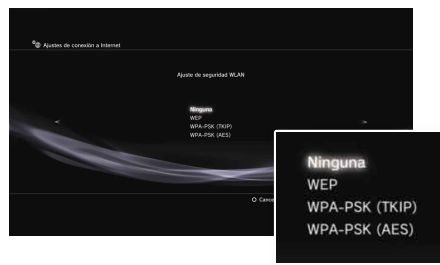 Ajustes de conexión a Internet
Ajuste de seguridad WLAN
Ninguna
WEP
WPA-PSK (TKIP)
WPA-PSK (AES)
Ninguna
WEP
WPA-PSK (TKIP)
WPA-PSK (AES)